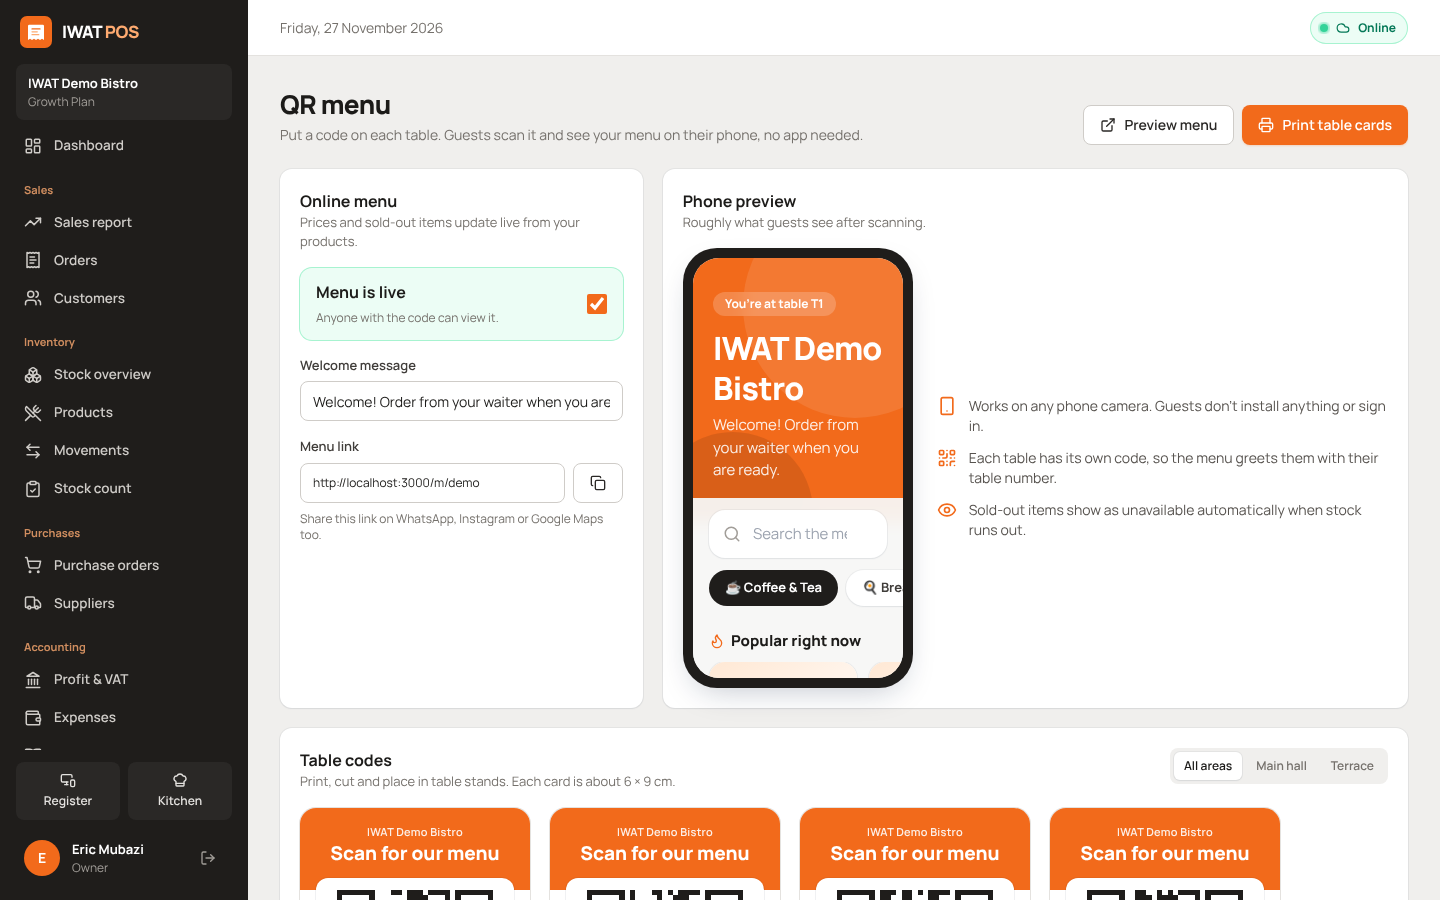 IWAT POS
IWAT Demo Bistro
Growth Plan
Dashboard
Sales
Sales report
Orders
Customers
Inventory
Stock overview
Products
Movements
Stock count
Purchases
Purchase orders
Suppliers
Accounting
Profit & VAT
Expenses
Register
Kitchen
E
Eric Mubazi
Owner
Friday, 27 November 2026
Online
QR menu
Put a code on each table. Guests scan it and see your menu on their phone, no app needed.
Preview menu
Print table cards
Online menu
Prices and sold-out items update live from your
products.
Menu is live
Anyone with the code can view it.
Welcome message
Welcome! Order from your waiter when you are
Menu link
http://localhost:3000/m/demo
Share this link on WhatsApp, Instagram or Google Maps
too.
Phone preview
Roughly what guests see after scanning.
You're at table T1
IWAT Demo
Bistro
Welcome! Order from
your waiter when you
are ready.
Search the me
Coffee & Tea
Brea
Popular right now
Works on any phone camera. Guests don't install anything or sign
in.
Each table has its own code, so the menu greets them with their
table number.
Sold-out items show as unavailable automatically when stock
runs out.
Table codes
Print, cut and place in table stands. Each card is about 6 × 9 cm.
All areas
Main hall
Terrace
IWAT Demo Bistro
Scan for our menu
IWAT Demo Bistro
Scan for our menu
IWAT Demo Bistro
Scan for our menu
IWAT Demo Bistro
Scan for our menu